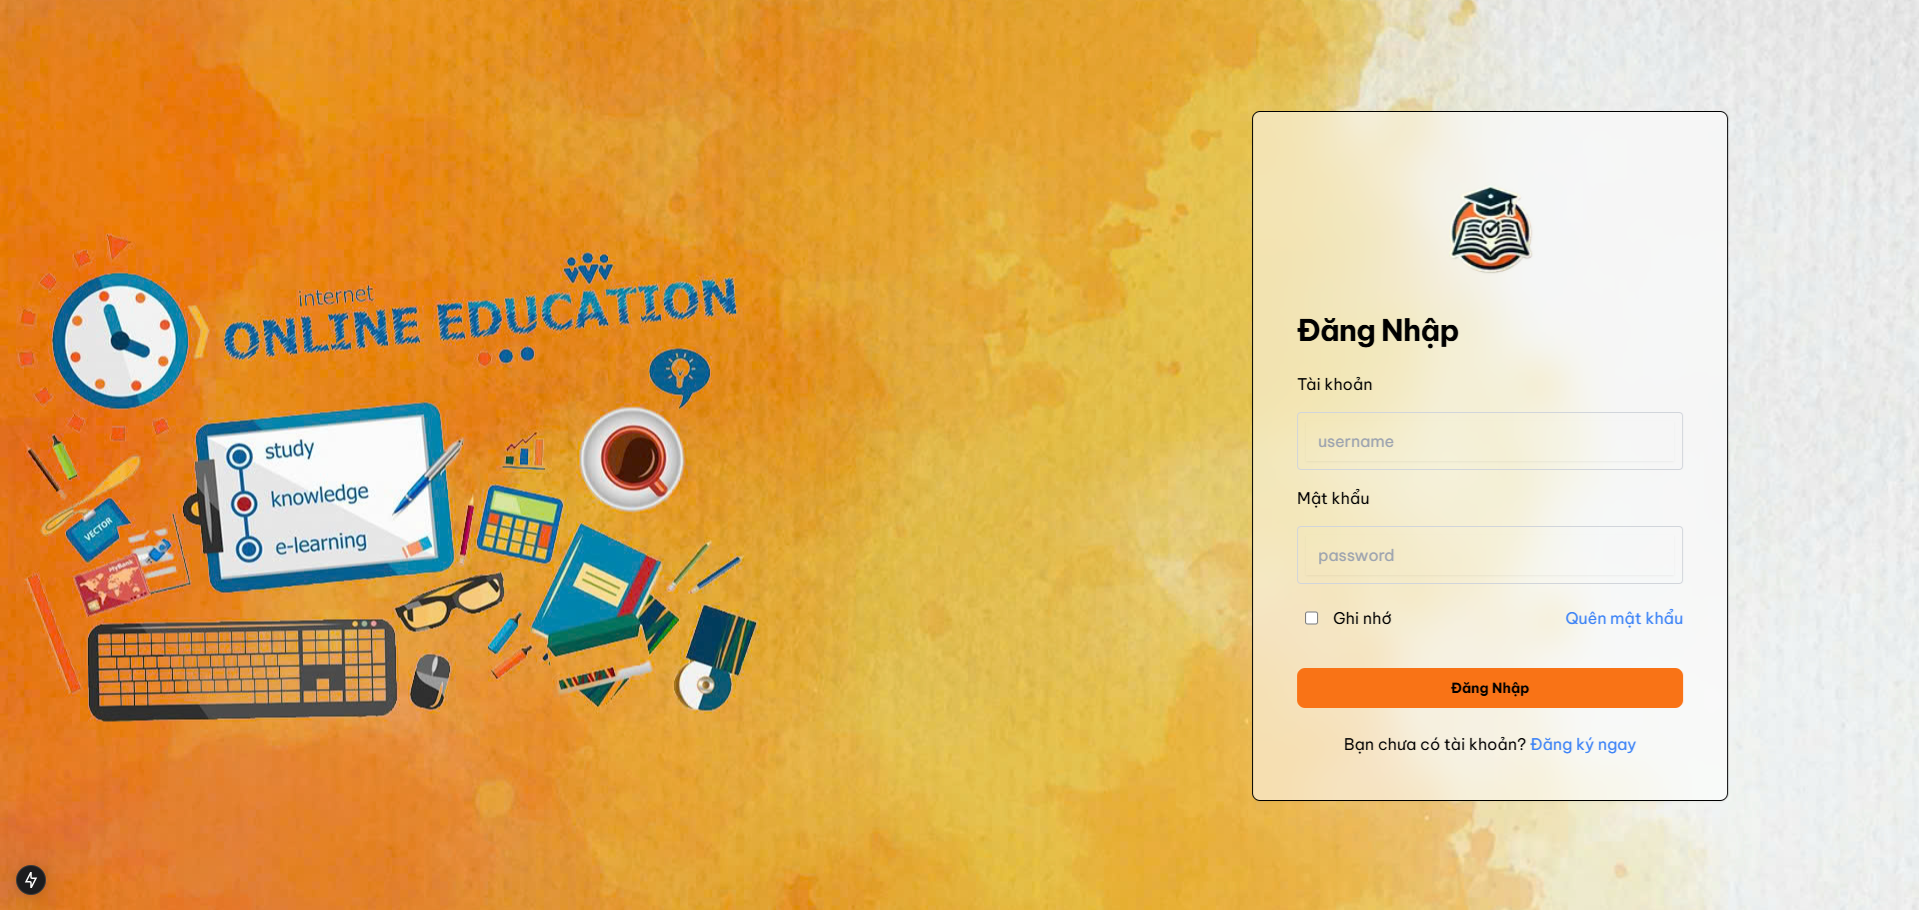 internet
ONLINE EDUCATION
study
knowledge
e-learning
VECTOR
MyBank
Đăng Nhập
Tài khoản
username
Mật khẩu
password
Ghi nhớ
Quên mật khẩu
Đăng Nhập
Bạn chưa có tài khoản? Đăng ký ngay